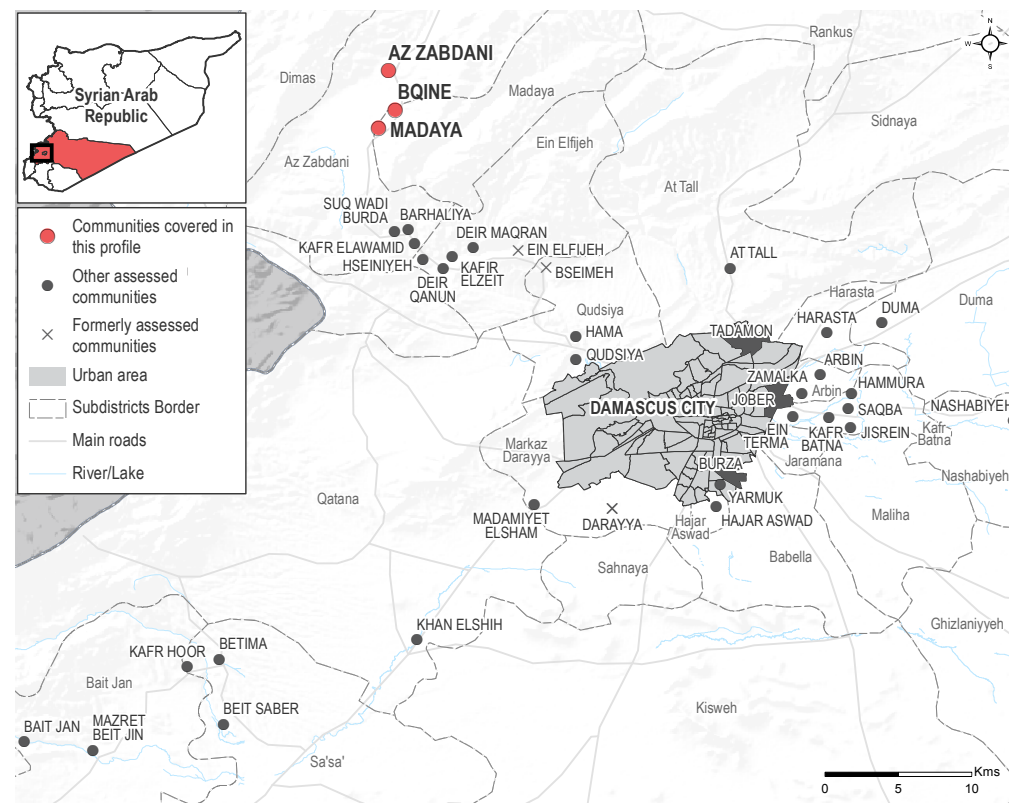 Syrian Arab
Republic
Communities covered in
this profile
Other assessed
communities
Formerly assessed
communities
Urban area
Subdistricts Border
Main roads
River/Lake
N
W
S
Rankus
AZ ZABDANI
Dimas
BQINE
Madaya
MADAYA
Sidnaya
Ein Elfijeh
Az Zabdani
At Tall
SUQ WADI
BURDA
BARHALIYA
DEIR MAQRAN
KAFR ELAWAMID
EIN ELFIJEH
AT TALL
HSEINIYEH
KAFIR
ELZEIT
BSEIMEH
DEIR
QANUN
Harasta
Duma
Qudsiya
DUMA
HARASTA
HAMA
TADAMON
QUDSIYA
ARBIN
ZAMALKA
HAMMURA
Arbin
JOBER
DAMASCUS CITY
SAQBA
NASHABIYEH
EIN
TERMA
KAFR
BATNA
JISREIN
Kafr
Batna
Markaz
Darayya
BURZA
Jaramana
Nashabiyeh
Qatana
YARMUK
MADAMIYET
ELSHAM
DARAYYA
Hajar
Aswad
HAJAR ASWAD
Maliha
Babella
Sahnaya
KHAN ELSHIH
Ghizlaniyyeh
BETIMA
KAFR HOOR
Bait Jan
BEIT SABER
Kisweh
BAIT JAN
MAZRET
BEIT JIN
Sa'sa'
Kms
0 5 10